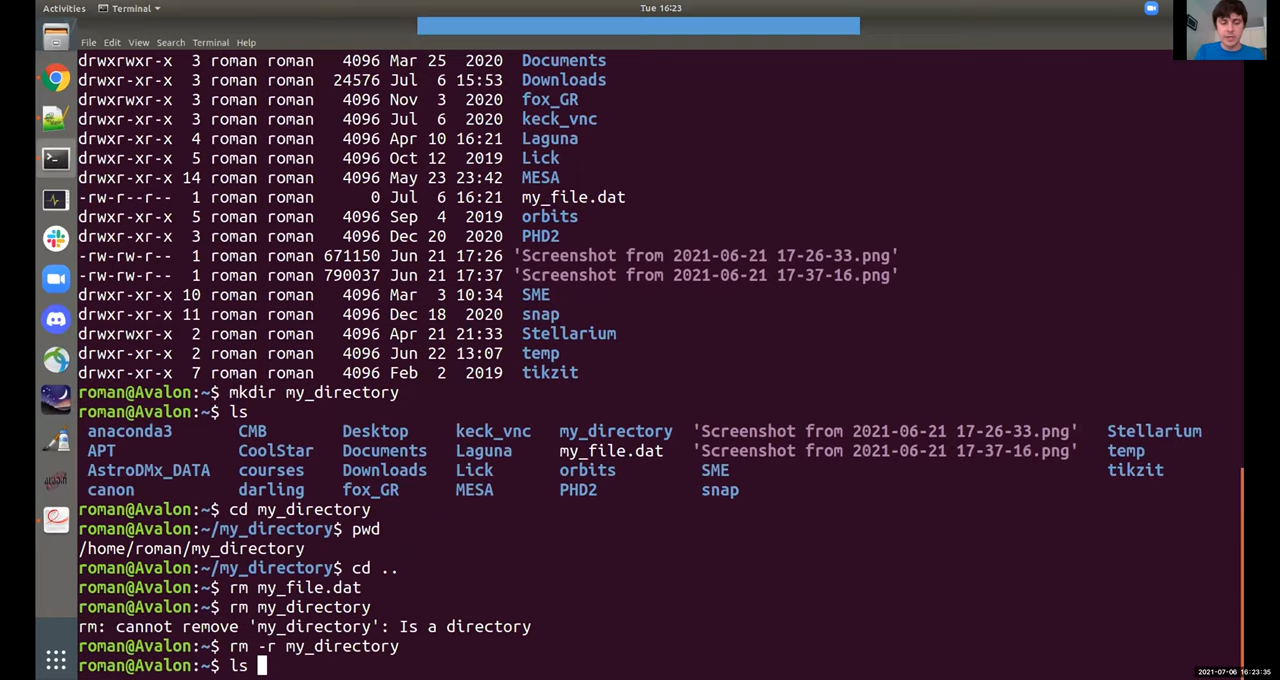 Activities Terminal Tue 16:23
File Edit View Search Terminal Help
drwxrwxr-x 3 roman roman 4096 Mar 25 2020 Documents
drwxr-xr-x 3 roman roman 24576 Jul 6 15:53 Downloads
drwxr-xr-x 3 roman roman 4096 Nov 3 2020 fox_GR
drwxrwxr-x 3 roman roman 4096 Jul 6 2020 keck_vnc
drwxr-xr-x 4 roman roman 4096 Apr 10 16:21 Laguna
drwxr-xr-x 5 roman roman 4096 Oct 12 2019 Lick
drwxr-xr-x 14 roman roman 4096 May 23 23:42 MESA
-rw-r--r-- 1 roman roman 0 Jul 6 16:21 my_file.dat
drwxr-xr-x 5 roman roman 4096 Sep 4 2019 orbits
drwxr-xr-x 3 roman roman 4096 Dec 20 2020 PHD2
-rw-rw-r-- 1 roman roman 671150 Jun 21 17:26 'Screenshot from 2021-06-21 17-26-33.png'
-rw-rw-r-- 1 roman roman 790037 Jun 21 17:37 'Screenshot from 2021-06-21 17-37-16.png'
drwxr-xr-x 10 roman roman 4096 Mar 3 10:34 SME
drwxr-xr-x 11 roman roman 4096 Dec 18 2020 snap
drwxrwxr-x 2 roman roman 4096 Apr 21 21:33 Stellarium
drwxr-xr-x 2 roman roman 4096 Jun 22 13:07 temp
drwxr-xr-x 7 roman roman 4096 Feb 2 2019 tikzit
roman@Avalon:~$ mkdir my_directory
roman@Avalon:~$ ls
anaconda3 CMB Desktop keck_vnc my_directory 'Screenshot from 2021-06-21 17-26-33.png' Stellarium
APT CoolStar Documents Laguna my_file.dat 'Screenshot from 2021-06-21 17-37-16.png' temp
AstroDMx_DATA courses Downloads Lick orbits SME tikzit
canon darling fox_GR MESA PHD2 snap
roman@Avalon:~$ cd my_directory
roman@Avalon:~/my_directory$ pwd
/home/roman/my_directory
roman@Avalon:~/my_directory$ cd ..
roman@Avalon:~$ rm my_file.dat
roman@Avalon:~$ rm my_directory
rm: cannot remove 'my_directory': Is a directory
roman@Avalon:~$ rm -r my_directory
roman@Avalon:~$ ls
2021-07-06 16:23:35